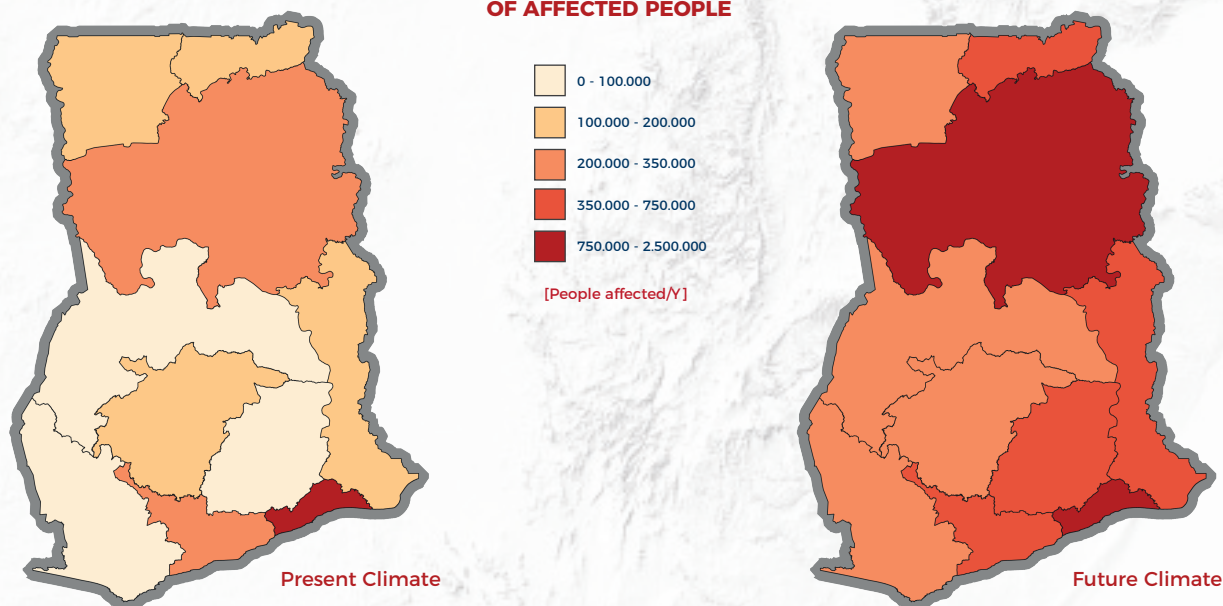 OF AFFECTED PEOPLE
0 - 100.000
100.000 - 200.000
200.000 - 350.000
350.000 - 750.000
750.000 - 2.500.000
[People affected/Y]
Present Climate
Future Climate